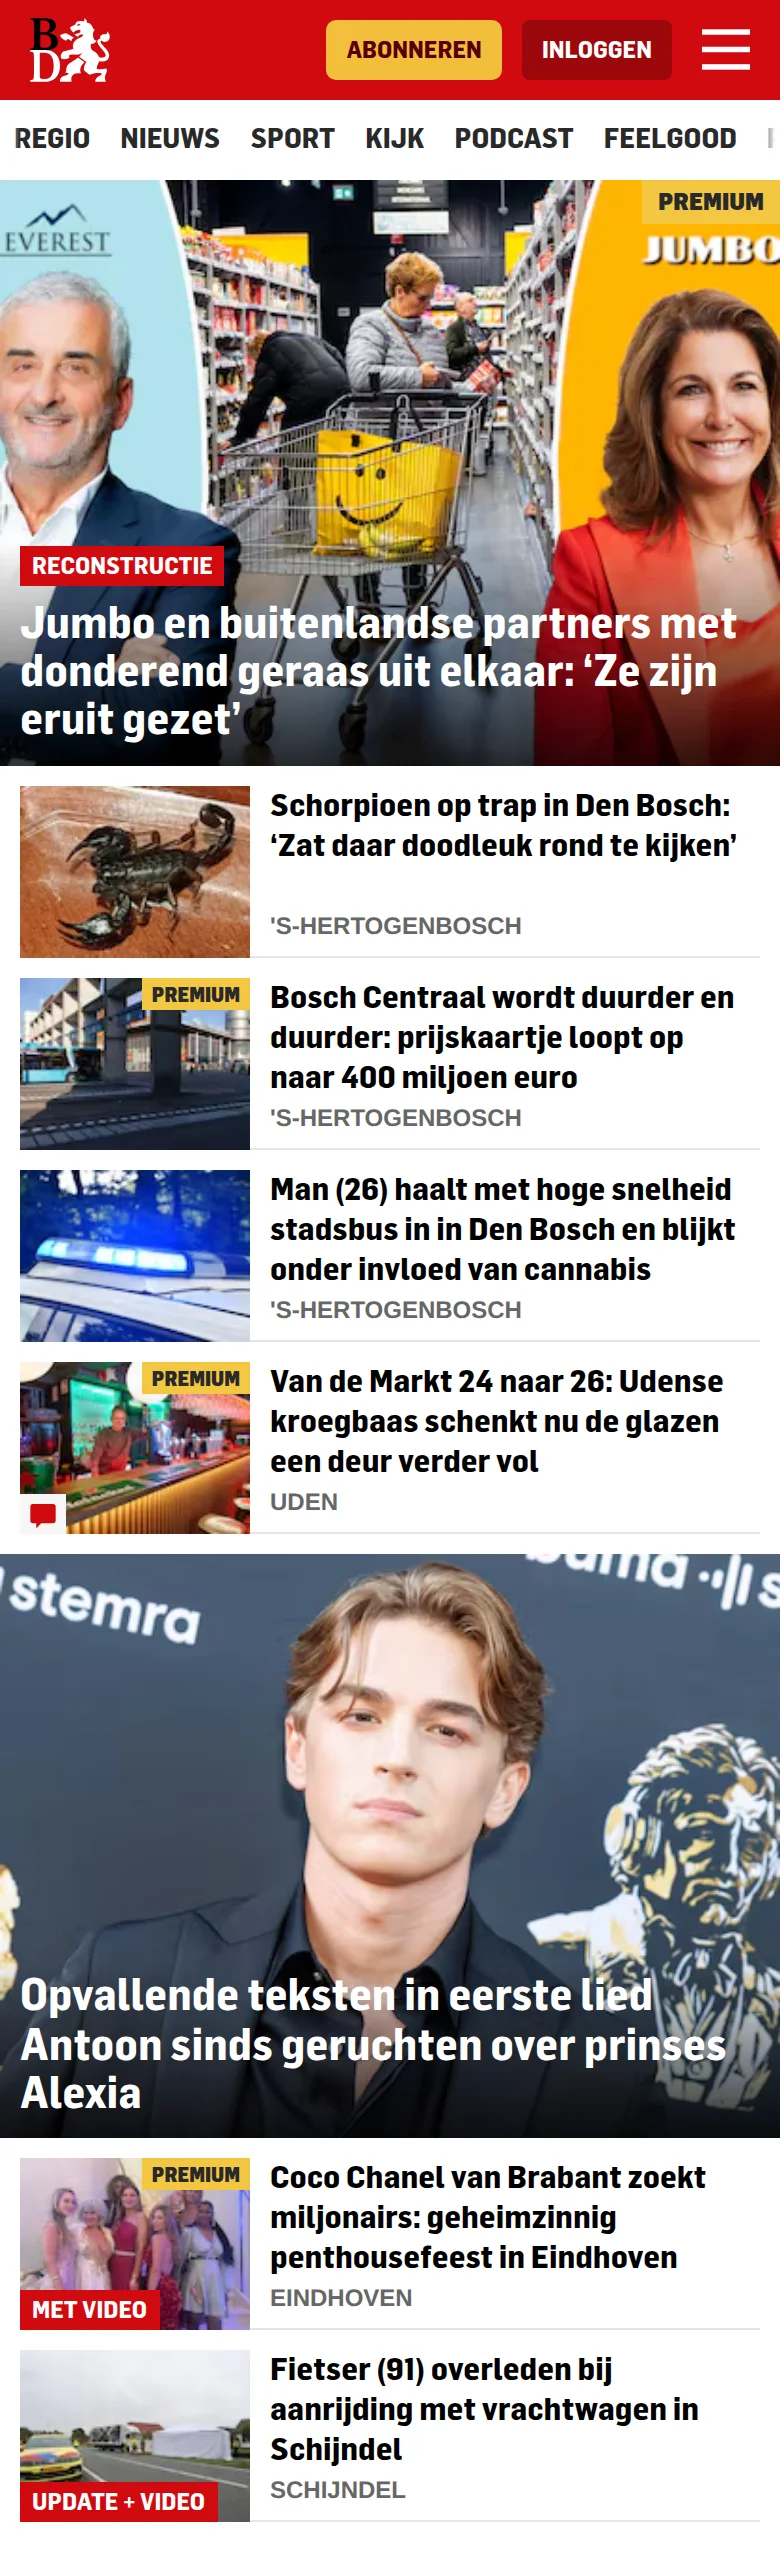 BD
ABONNEREN
INLOGGEN
REGIO NIEUWS SPORT KIJK PODCAST FEELGOOD
PREMIUM
EVEREST
JUMBO
RECONSTRUCTIE
Jumbo en buitenlandse partners met
donderend geraas uit elkaar: ‘Ze zijn
eruit gezet’
Schorpioen op trap in Den Bosch:
‘Zat daar doodleuk rond te kijken’
'S-HERTOGENBOSCH
PREMIUM
Bosch Centraal wordt duurder en
duurder: prijskaartje loopt op
naar 400 miljoen euro
'S-HERTOGENBOSCH
Man (26) haalt met hoge snelheid
stadsbus in in Den Bosch en blijkt
onder invloed van cannabis
'S-HERTOGENBOSCH
PREMIUM
Van de Markt 24 naar 26: Udense
kroegbaas schenkt nu de glazen
een deur verder vol
UDEN
stemra
buma s
Opvallende teksten in eerste lied
Antoon sinds geruchten over prinses
Alexia
PREMIUM
MET VIDEO
Coco Chanel van Brabant zoekt
miljonairs: geheimzinnig
penthousefeest in Eindhoven
EINDHOVEN
UPDATE + VIDEO
Fietser (91) overleden bij
aanrijding met vrachtwagen in
Schijndel
SCHIJNDEL